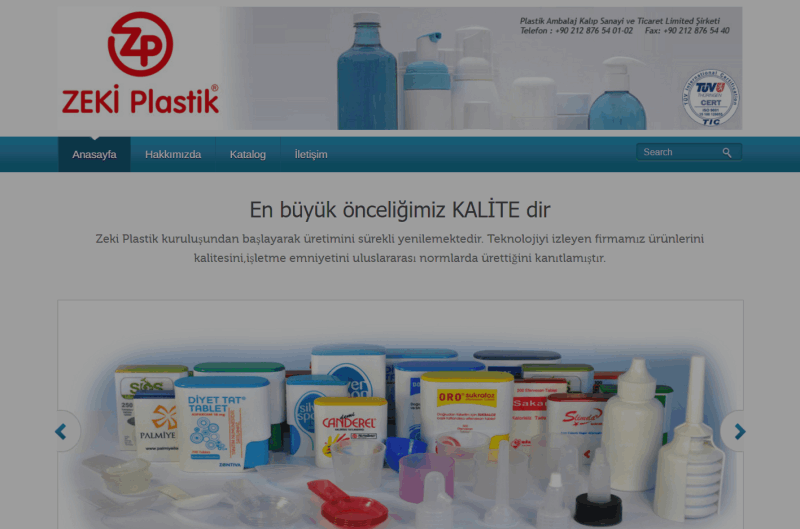 ZP
ZEKİ Plastik®
Plastik Ambalaj Kalıp Sanayi ve Ticaret Limited Şirketi
Telefon : +90 212 876 54 01-02 Fax: +90 212 876 54 40
TÜV
CERT
TIC
Anasayfa
Hakkımızda
Katalog
İletişim
Search
En büyük önceliğimiz KALİTE dir
Zeki Plastik kuruluşundan başlayarak üretimini sürekli yenilemektedir. Teknolojiyi izleyen firmamız ürünlerini
kalitesini,işletme emniyetini uluslararası normlarda ürettiğini kanıtlamıştır.
DİYET TAT®
TABLET
PALMİYE
CANDEREL
ORO
sukrafor
Sakar